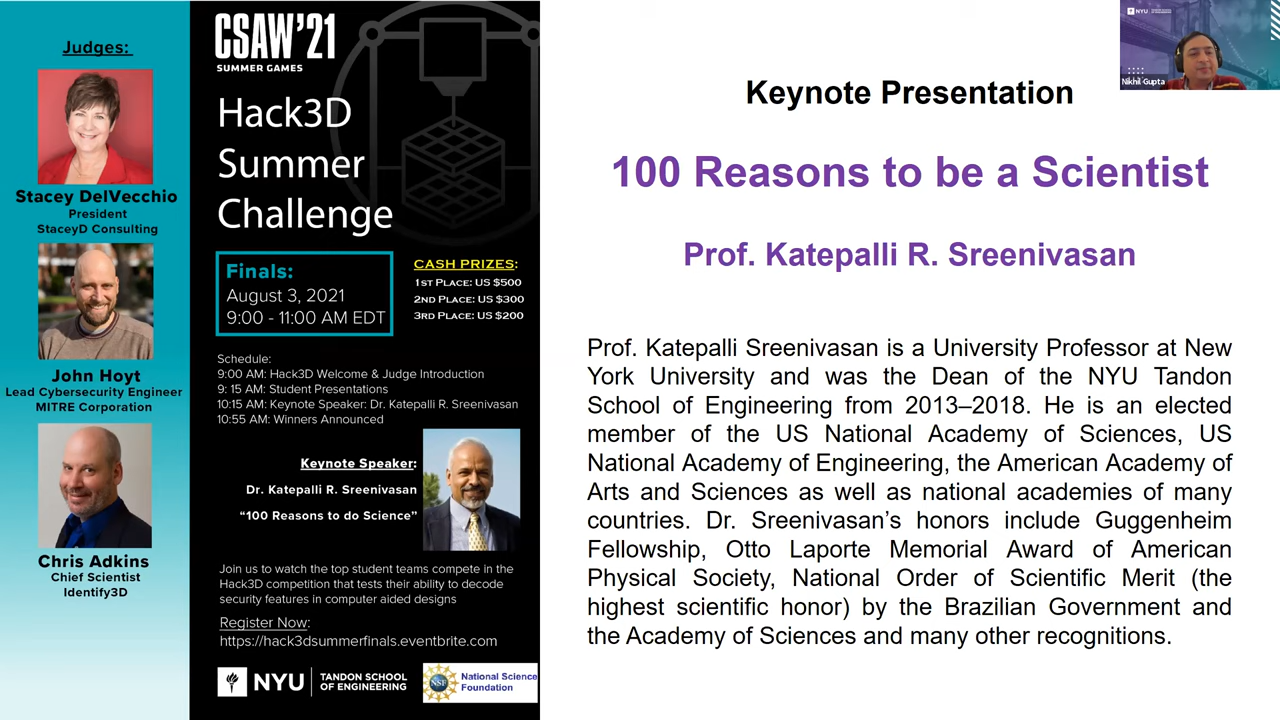 Judges:
Stacey DelVecchio
President
StaceyD Consulting
John Hoyt
Lead Cybersecurity Engineer
MITRE Corporation
Chris Adkins
Chief Scientist
Identify3D
CSAW'21
SUMMER GAMES
Hack3D
Summer
Challenge
Finals:
August 3, 2021
9:00 - 11:00 AM EDT
CASH PRIZES:
1ST PLACE: US $500
2ND PLACE: US $300
3RD PLACE: US $200
Schedule:
9:00 AM: Hack3D Welcome & Judge Introduction
9: 15 AM: Student Presentations
10:15 AM: Keynote Speaker: Dr. Katepalli R. Sreenivasan
10:55 AM: Winners Announced
Keynote Speaker:
Dr. Katepalli R. Sreenivasan
“100 Reasons to do Science”
Join us to watch the top student teams compete in the
Hack3D competition that tests their ability to decode
security features in computer aided designs
Register Now:
https://hack3dsummerfinals.eventbrite.com
NYU
TANDON SCHOOL
OF ENGINEERING
NSF
National Science
Foundation
Keynote Presentation
100 Reasons to be a Scientist
Prof. Katepalli R. Sreenivasan
Prof. Katepalli Sreenivasan is a University Professor at New
York University and was the Dean of the NYU Tandon
School of Engineering from 2013–2018. He is an elected
member of the US National Academy of Sciences, US
National Academy of Engineering, the American Academy of
Arts and Sciences as well as national academies of many
countries. Dr. Sreenivasan’s honors include Guggenheim
Fellowship, Otto Laporte Memorial Award of American
Physical Society, National Order of Scientific Merit (the
highest scientific honor) by the Brazilian Government and
the Academy of Sciences and many other recognitions.
NYU
Nikhil Gupta